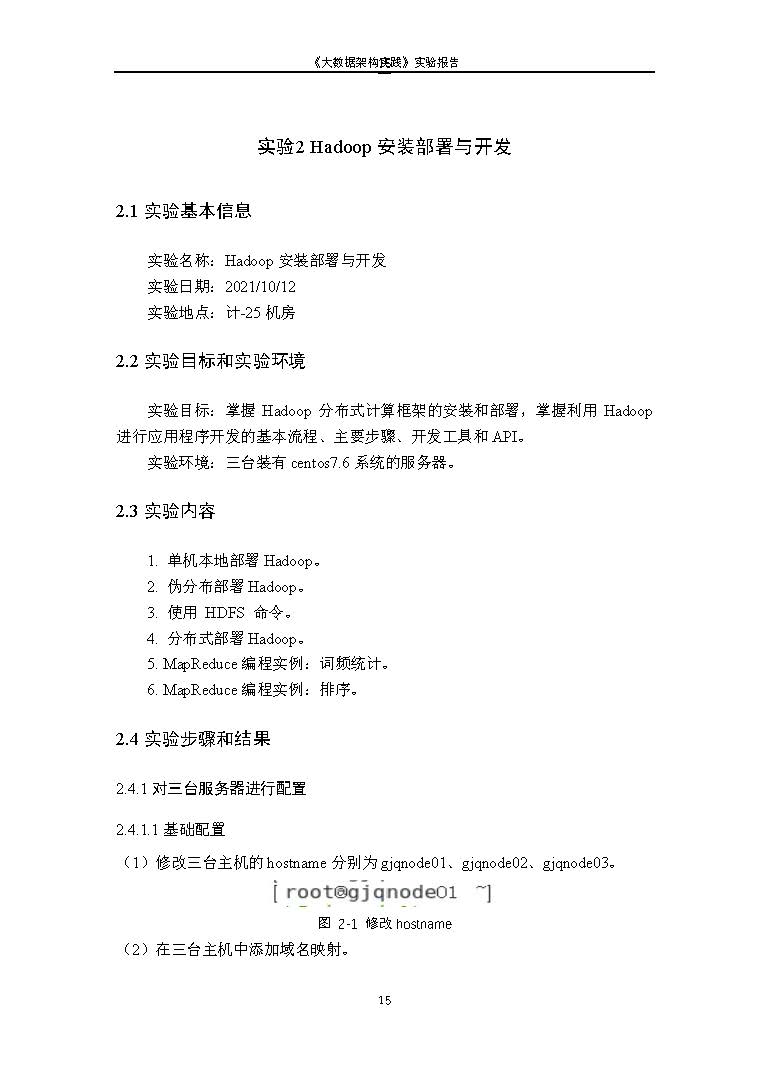 《大数据架构实践》实验报告
实验2 Hadoop 安装部署与开发
2.1 实验基本信息
实验名称：Hadoop 安装部署与开发
实验日期：2021/10/12
实验地点：计-25 机房
2.2 实验目标和实验环境
实验目标：掌握 Hadoop 分布式计算框架的安装和部署，掌握利用 Hadoop
进行应用程序开发的基本流程、主要步骤、开发工具和 API。
实验环境：三台装有 centos7.6 系统的服务器。
2.3 实验内容
1. 单机本地部署 Hadoop。
2. 伪分布部署 Hadoop。
3. 使用 HDFS 命令。
4. 分布式部署 Hadoop。
5. MapReduce 编程实例：词频统计。
6. MapReduce 编程实例：排序。
2.4 实验步骤和结果
2.4.1 对三台服务器进行配置
2.4.1.1 基础配置
（1）修改三台主机的 hostname 分别为 gjqnode01、gjqnode02、gjqnode03。
[root@gjqnode01 ~]
图 2-1 修改 hostname
（2）在三台主机中添加域名映射。
15